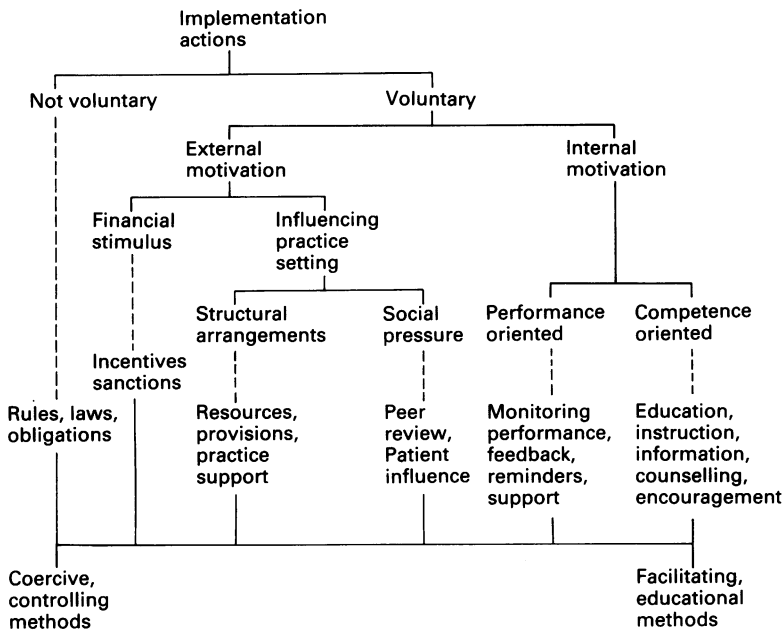 Implementation
actions
Not voluntary
Voluntary
External
motivation
Internal
motivation
Financial
stimulus
Influencing
practice
setting
Structural
arrangements
Social
pressure
Performance
oriented
Competence
oriented
Incentives
sanctions
Rules, laws,
obligations
Resources,
provisions,
practice
support
Peer
review,
Patient
influence
Monitoring
performance,
feedback,
reminders,
support
Education,
instruction,
information,
counselling,
encouragement
Coercive,
controlling
methods
Facilitating,
educational
methods